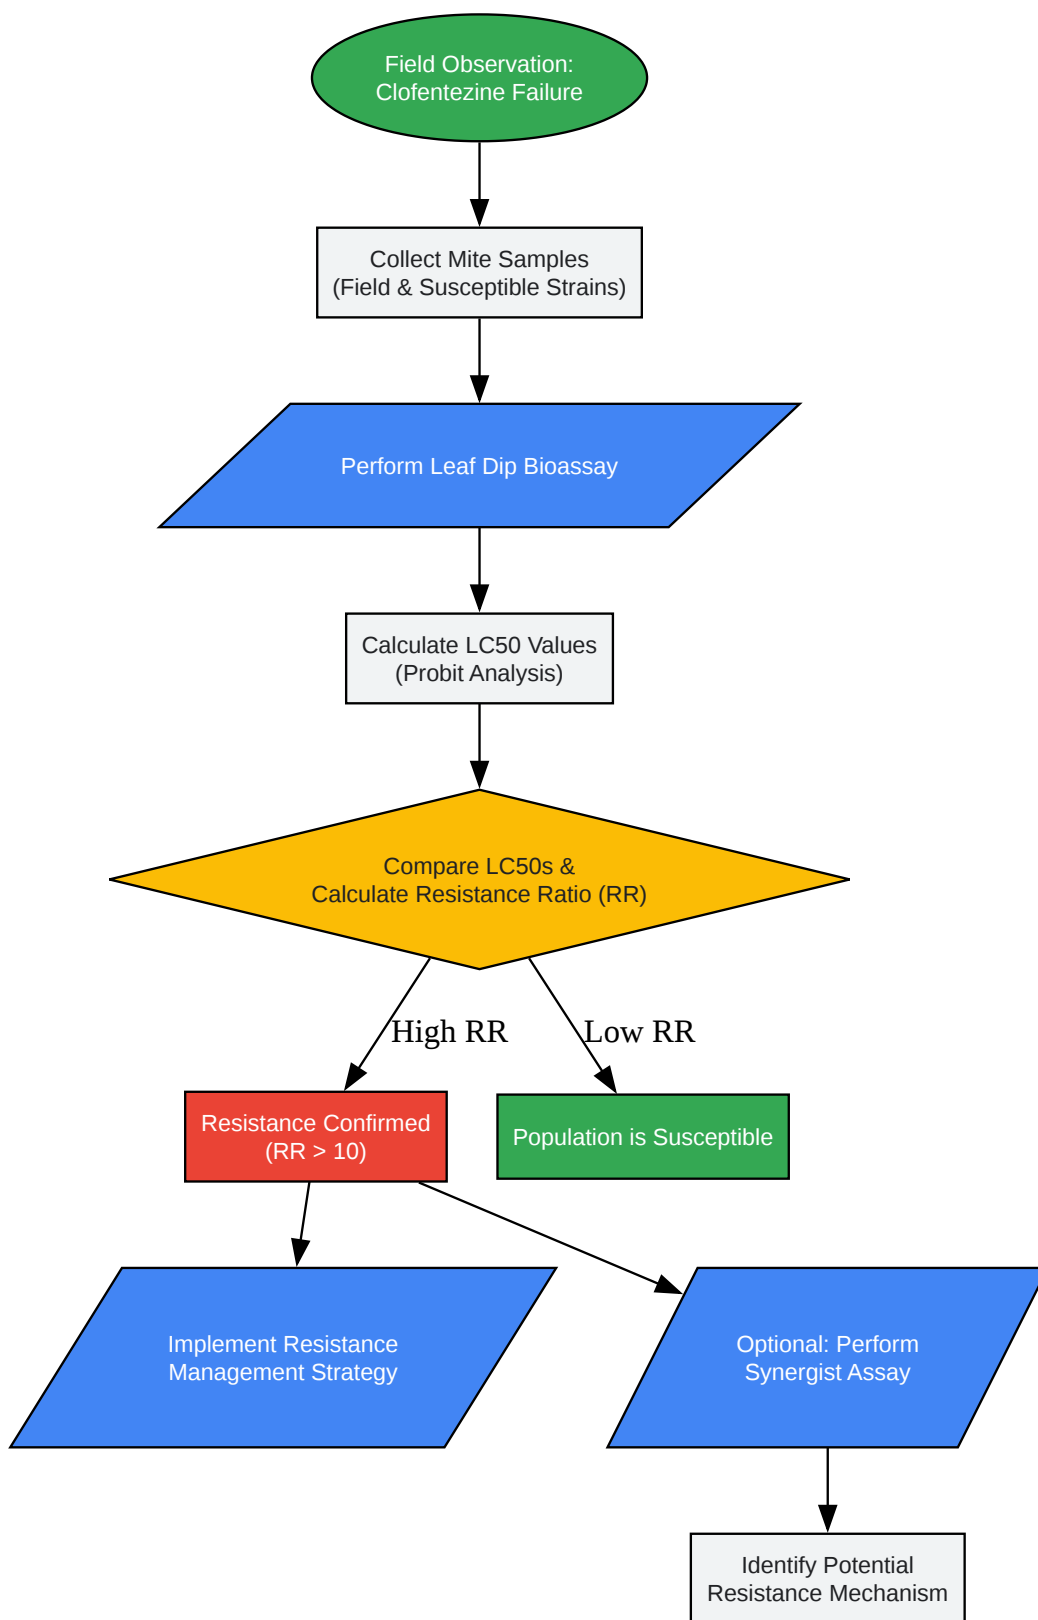 Field Observation:
Clofentezine Failure
Collect Mite Samples
(Field & Susceptible Strains)
Perform Leaf Dip Bioassay
Calculate LC50 Values
(Probit Analysis)
Compare LC50s &
Calculate Resistance Ratio (RR)
High RR
Low RR
Resistance Confirmed
(RR > 10)
Population is Susceptible
Implement Resistance
Management Strategy
Optional: Perform
Synergist Assay
Identify Potential
Resistance Mechanism